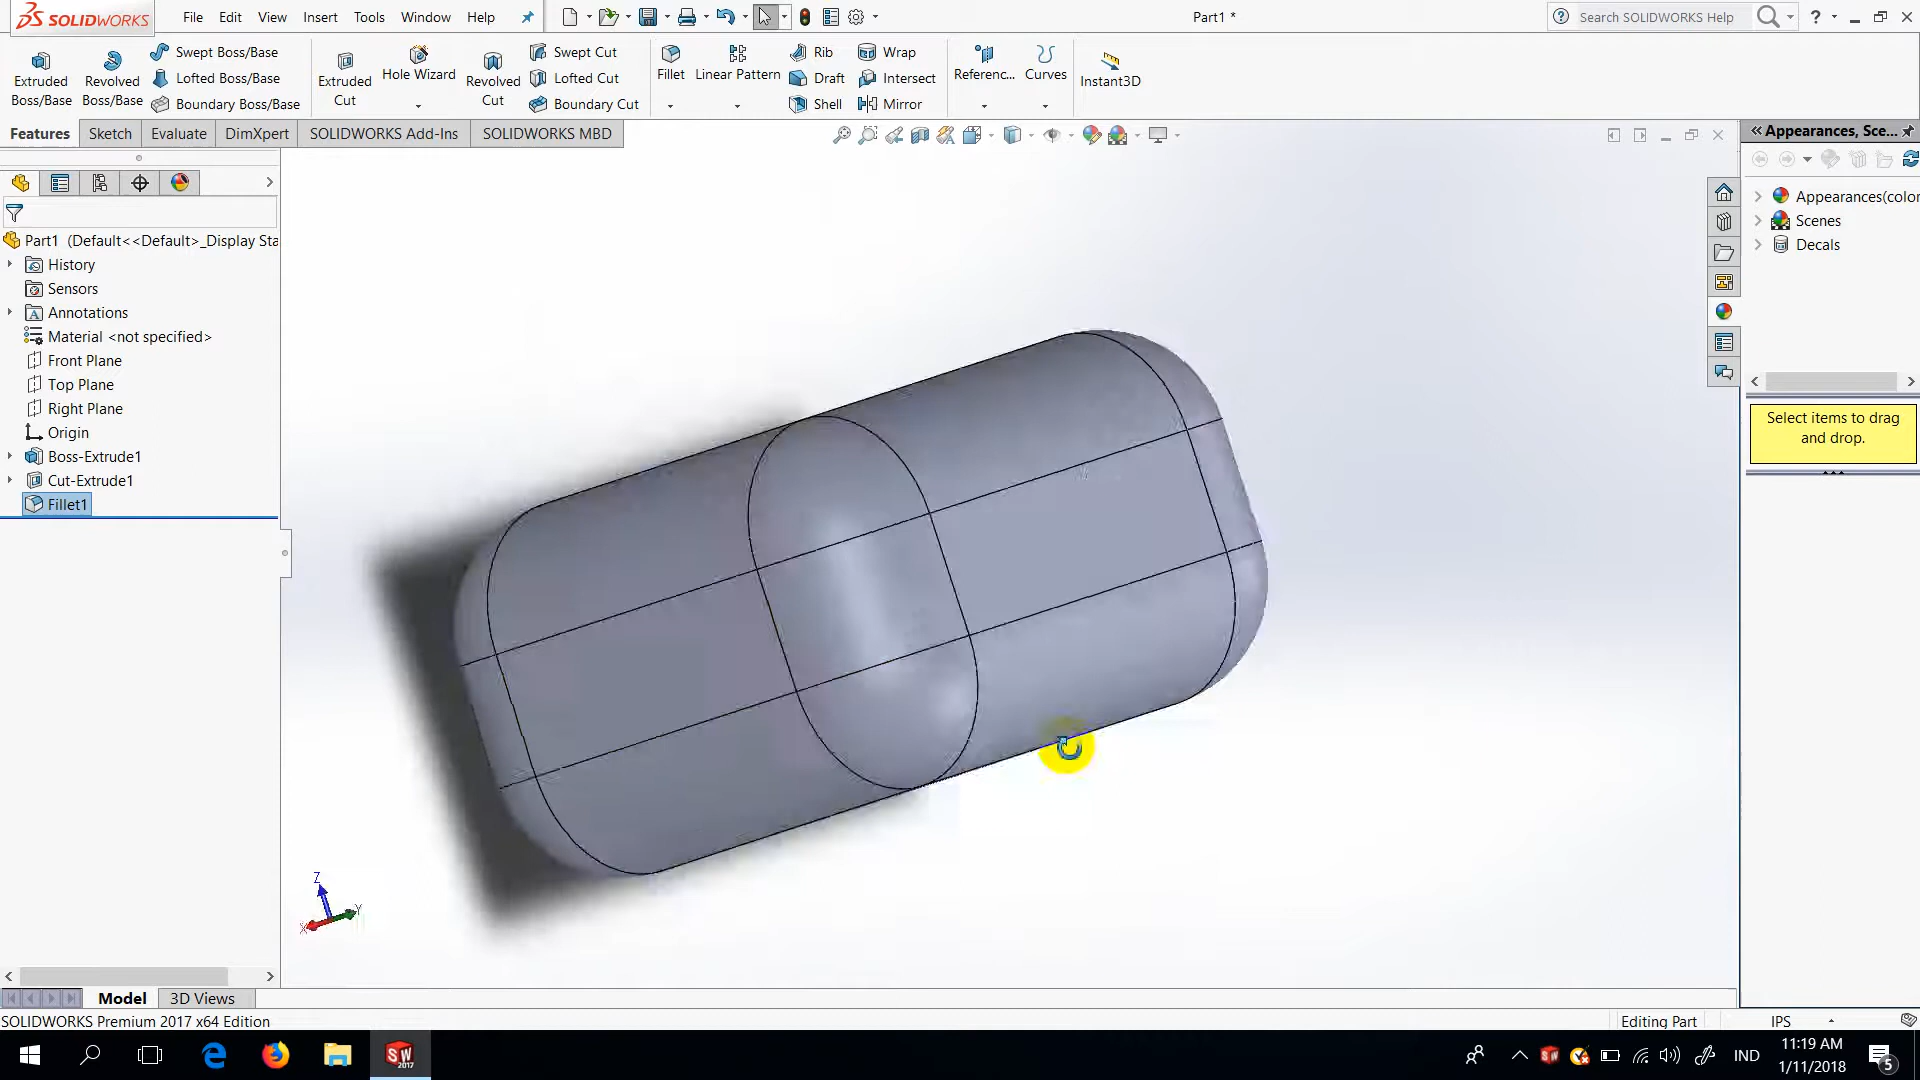 SOLIDWORKS File Edit View Insert Tools Window Help Part1 * Search SOLIDWORKS Help ?
Extruded Boss/Base
Revolved Boss/Base
Swept Boss/Base
Lofted Boss/Base
Boundary Boss/Base
Extruded Cut
Hole Wizard
Revolved Cut
Swept Cut
Lofted Cut
Boundary Cut
Fillet
Linear Pattern
Rib
Draft
Shell
Wrap
Intersect
Mirror
Referenc...
Curves
Instant3D
Features Sketch Evaluate DimXpert SOLIDWORKS Add-Ins SOLIDWORKS MBD
Appearances, Sce...
Appearances(color
Scenes
Decals
Select items to drag
and drop.
Part1 (Default<<Default>_Display Sta
History
Sensors
Annotations
Material <not specified>
Front Plane
Top Plane
Right Plane
Origin
Boss-Extrude1
Cut-Extrude1
Fillet1
Z
Y
X
Model 3D Views
SOLIDWORKS Premium 2017 x64 Edition Editing Part IPS
SW 2017
IND
11:19 AM
1/11/2018
5